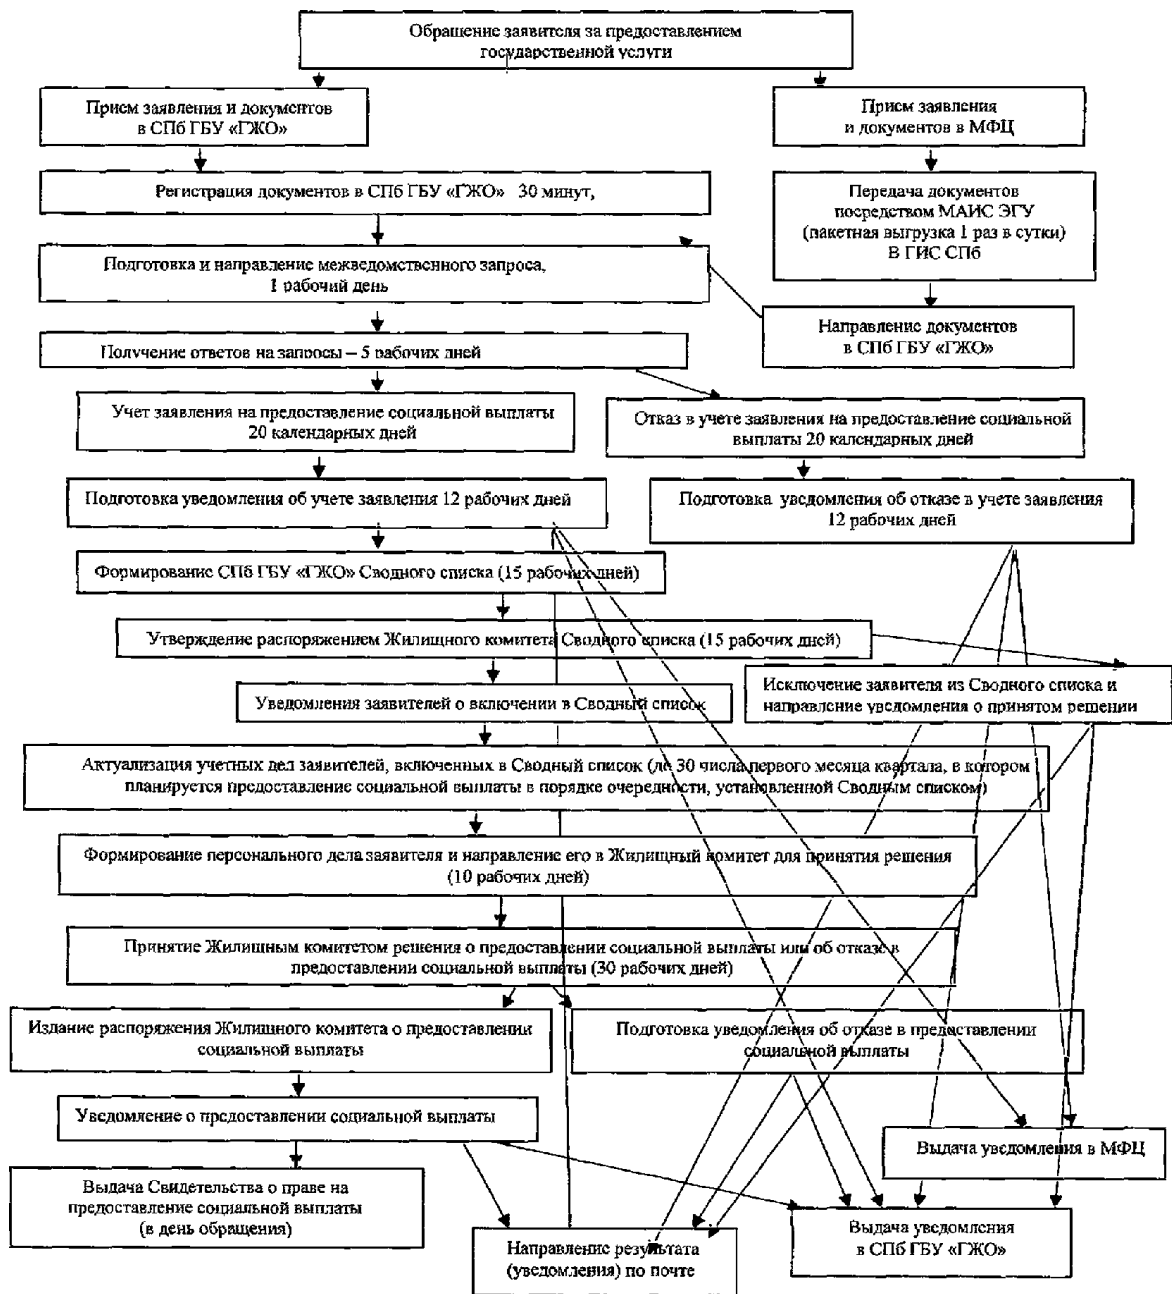 Обращение заявителя за предоставлением
государственной услуги
Прием заявления и документов
в СПб ГБУ «ГЖО»
Прием заявления
и документов в МФЦ
Регистрация документов в СПб ГБУ «ГЖО» 30 минут,
Передача документов
посредством МАИС ЭГУ
(пакетная выгрузка 1 раз в сутки)
В ГИС СПб
Подготовка и направление межведомственного запроса,
1 рабочий день
Направление документов
в СПб ГБУ «ГЖО»
Получение ответов на запросы – 5 рабочих дней
Учет заявления на предоставление социальной выплаты
20 календарных дней
Отказ в учете заявления на предоставление социальной
выплаты 20 календарных дней
Подготовка уведомления об учете заявления 12 рабочих дней
Подготовка уведомления об отказе в учете заявления
12 рабочих дней
Формирование СПб ГБУ «ГЖО» Сводного списка (15 рабочих дней)
Утверждение распоряжением Жилищного комитета Сводного списка (15 рабочих дней)
Исключение заявителя из Сводного списка и
направление уведомления о принятом решении
Уведомления заявителей о включении в Сводный список
Актуализация учетных дел заявителей, включенных в Сводный список (до 30 числа первого месяца квартала, в котором
планируется предоставление социальной выплаты в порядке очередности, установленной Сводным списком)
Формирование персонального дела заявителя и направление его в Жилищный комитет для принятия решения
(10 рабочих дней)
Принятие Жилищным комитетом решения о предоставлении социальной выплаты или об отказе в
предоставлении социальной выплаты (30 рабочих дней)
Издание распоряжения Жилищного комитета о предоставлении
социальной выплаты
Подготовка уведомления об отказе в предоставлении
социальной выплаты
Уведомление о предоставлении социальной выплаты
Выдача уведомления в МФЦ
Выдача Свидетельства о праве на
предоставление социальной выплаты
(в день обращения)
Направление результата
(уведомления) по почте
Выдача уведомления
в СПб ГБУ «ГЖО»